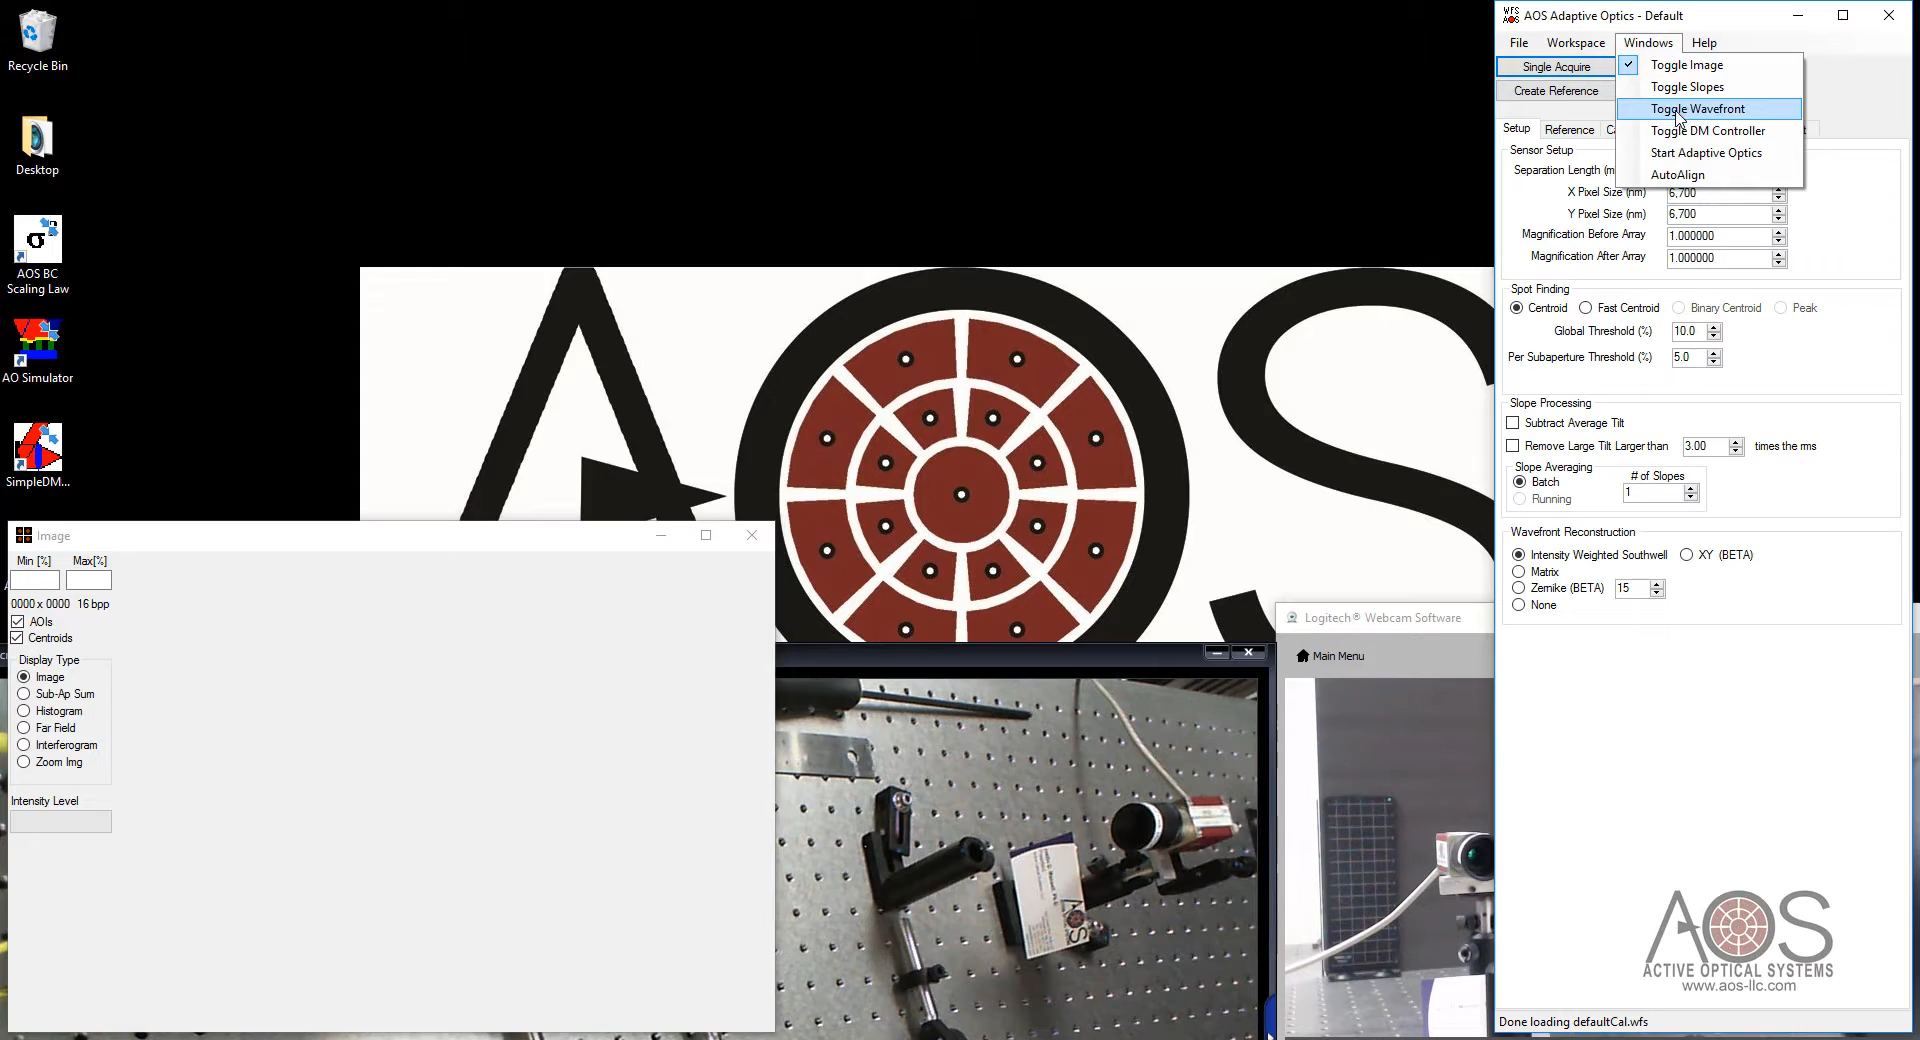 Recycle Bin
Desktop
σ
AOS BC
Scaling Law
AO Simulator
SimpleDM...
AOS
Image
Min [%] Max[%]
0000 x 0000 16 bpp
AOIs
Centroids
Display Type
Image
Sub-Ap Sum
Histogram
Far Field
Interferogram
Zoom Img
Intensity Level
AOS
Logitech® Webcam Software
Main Menu
WFS
AOS
AOS Adaptive Optics - Default
File Workspace Windows Help
Single Acquire
Create Reference
Toggle Image
Toggle Slopes
Toggle Wavefront
Toggle DM Controller
Start Adaptive Optics
AutoAlign
Setup Reference
Sensor Setup
Separation Length (m
X Pixel Size (nm) 6,700
Y Pixel Size (nm) 6,700
Magnification Before Array 1.000000
Magnification After Array 1.000000
Spot Finding
Centroid Fast Centroid Binary Centroid Peak
Global Threshold (%) 10.0
Per Subaperture Threshold (%) 5.0
Slope Processing
Subtract Average Tilt
Remove Large Tilt Larger than 3.00 times the rms
Slope Averaging
Batch
Running
# of Slopes
1
Wavefront Reconstruction
Intensity Weighted Southwell XY (BETA)
Matrix
Zernike (BETA) 15
None
AOS
ACTIVE OPTICAL SYSTEMS
www.aos-llc.com
Done loading defaultCal.wfs